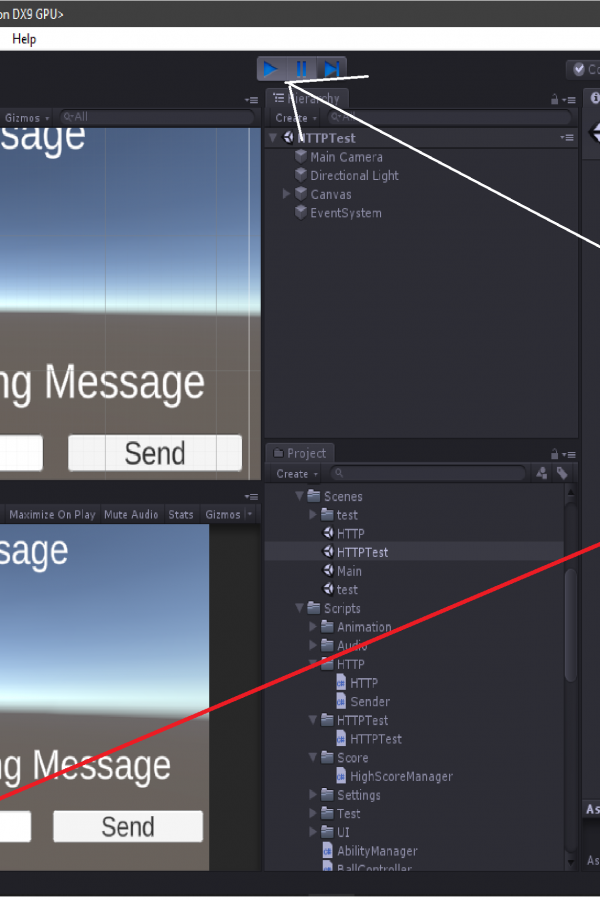 on DX9 GPU>
Help
Co
Gizmos
All
sage
ng Message
Send
Hierarchy
Create
All
HTTPTest
Main Camera
Directional Light
Canvas
EventSystem
Maximize On Play Mute Audio Stats Gizmos
sage
ng Message
Send
Project
Create
Scenes
test
HTTP
HTTPTest
Main
test
Scripts
Animation
Audio
HTTP
HTTP
Sender
HTTPTest
HTTPTest
Score
HighScoreManager
Settings
Test
UI
AbilityManager
BallController
As
As